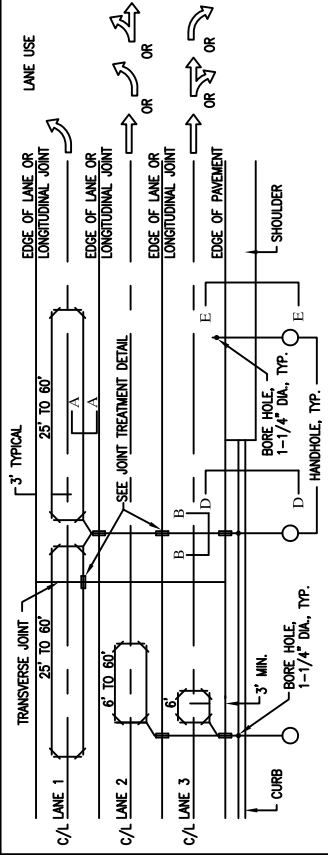 LANE USE
OR
OR
OR
OR
EDGE OF LANE OR
LONGITUDINAL JOINT
EDGE OF LANE OR
LONGITUDINAL JOINT
EDGE OF LANE OR
LONGITUDINAL JOINT
EDGE OF PAVEMENT
SHOULDER
3' TYPICAL
TRANSVERSE JOINT
25' TO 60'
25' TO 60'
A
A
SEE JOINT TREATMENT DETAIL
C/L
LANE 1
6' TO 60'
C/L
LANE 2
B
B
6'
C/L
LANE 3
3' MIN.
D
D
E
E
BORE HOLE,
1-1/4" DIA., TYP.
BORE HOLE,
1-1/4" DIA., TYP.
HANDHOLE, TYP.
CURB